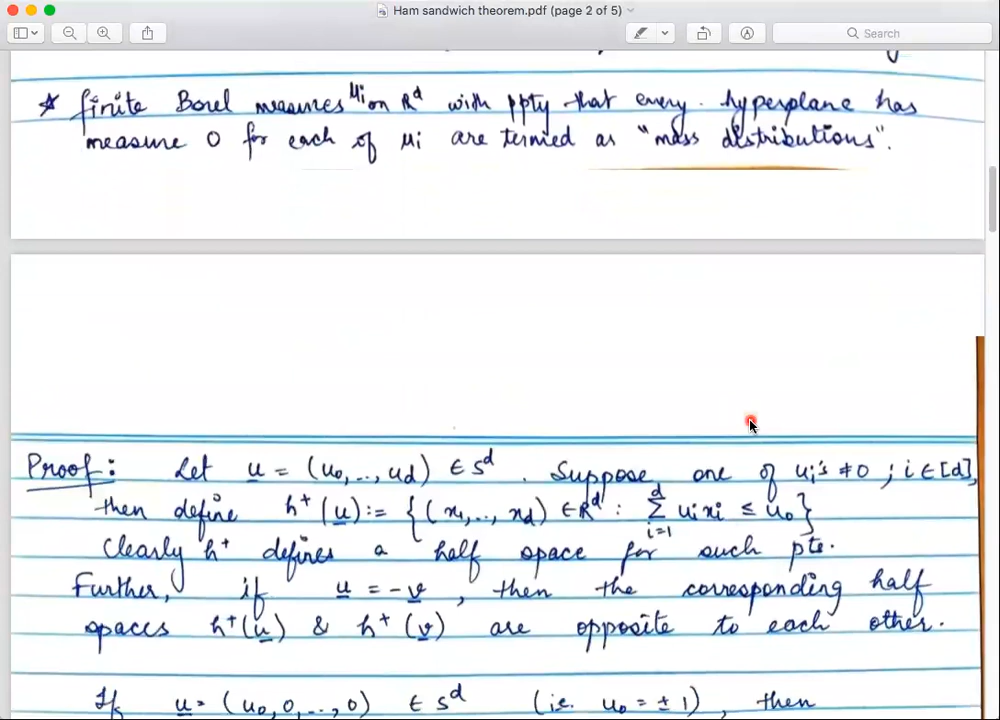 Ham sandwich theorem.pdf (page 2 of 5)
Search
* finite Borel measures μi on ℝd with ppty that every hyperplane has
measure 0 for each of μi are termed as "mass distributions".
Proof: Let u = (u0, .., ud) ∈ Sd. Suppose one of ui's ≠ 0 ; i ∈ [d],
then define h+(u) := {(x1, .., xd) ∈ ℝd : Σ_{i=1}^{d} uixi ≤ u0}
Clearly h+ defines a half space for such pts.
Further, if u = -v, then the corresponding half
spaces h+(u) & h+(v) are opposite to each other.
If u = (u0, 0, .., 0) ∈ Sd (i.e. u0 = ± 1), then